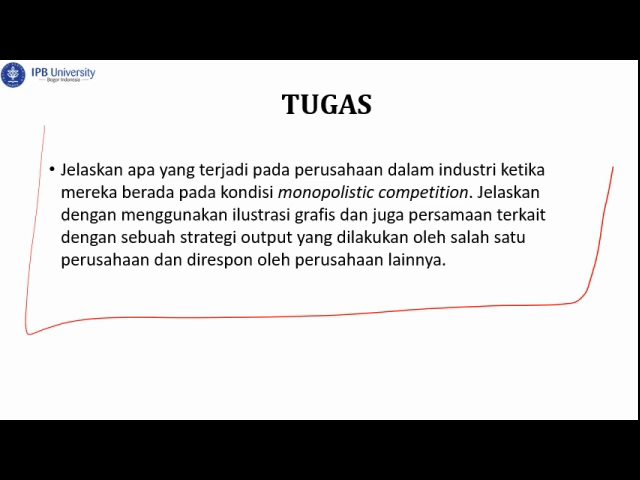 IPB University
Bogor Indonesia
TUGAS
• Jelaskan apa yang terjadi pada perusahaan dalam industri ketika
mereka berada pada kondisi monopolistic competition. Jelaskan
dengan menggunakan ilustrasi grafis dan juga persamaan terkait
dengan sebuah strategi output yang dilakukan oleh salah satu
perusahaan dan direspon oleh perusahaan lainnya.